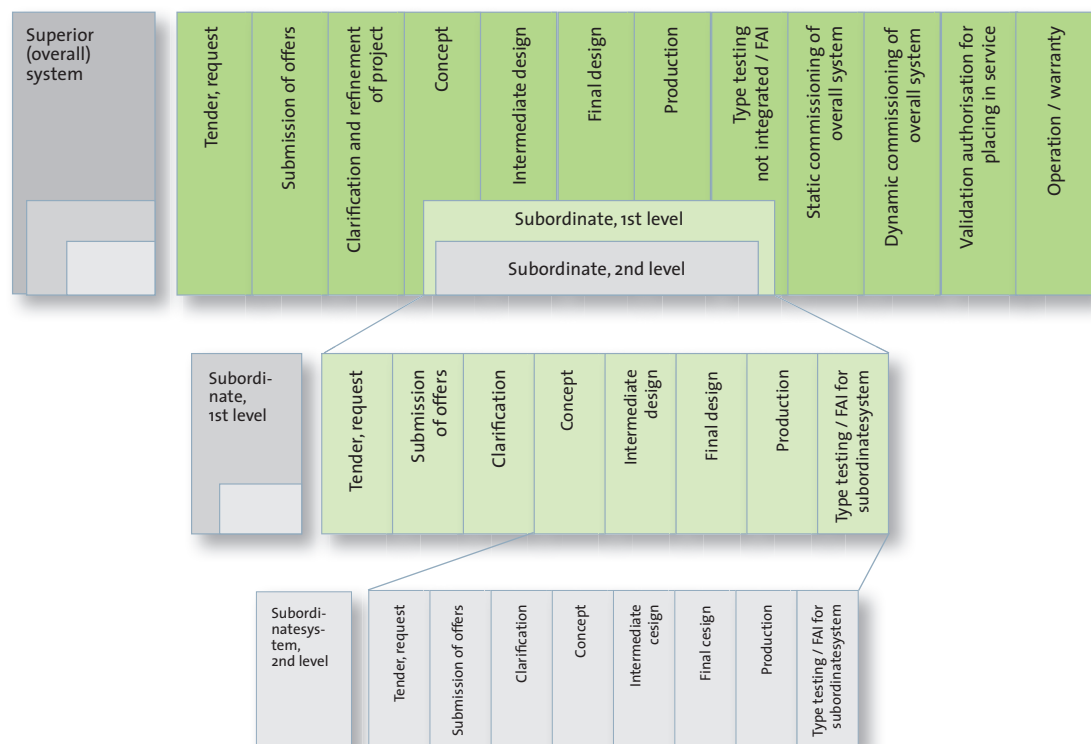 Superior
(overall)
system
Tender, request
Submission of offers
Clarification and refinement
of project
Concept
Intermediate design
Final design
Production
Type testing
not integrated / FAI
Static commissioning of
overall system
Dynamic commissioning of
overall system
Validation authorisation for
placing in service
Operation / warranty
Subordinate, 1st level
Subordinate, 2nd level
Subordi-
nate,
1st level
Tender, request
Submission
of offers
Clarification
Concept
Intermediate
design
Final design
Production
Type testing / FAI for
subordinatesystem
Subordi-
natesys-
tem,
2nd level
Tender, request
Submission of offers
Clarification
Concept
Intermediate
cesign
Final cesign
Production
Type testing / FAI for
subordinatesystem